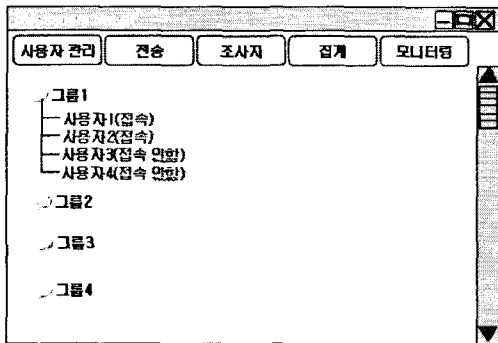 사용자 관리 전송 조사지 집계 모니터링
그룹1
사용자1(접속)
사용자2(접속)
사용자3(접속 안함)
사용자4(접속 안함)
그룹2
그룹3
그룹4